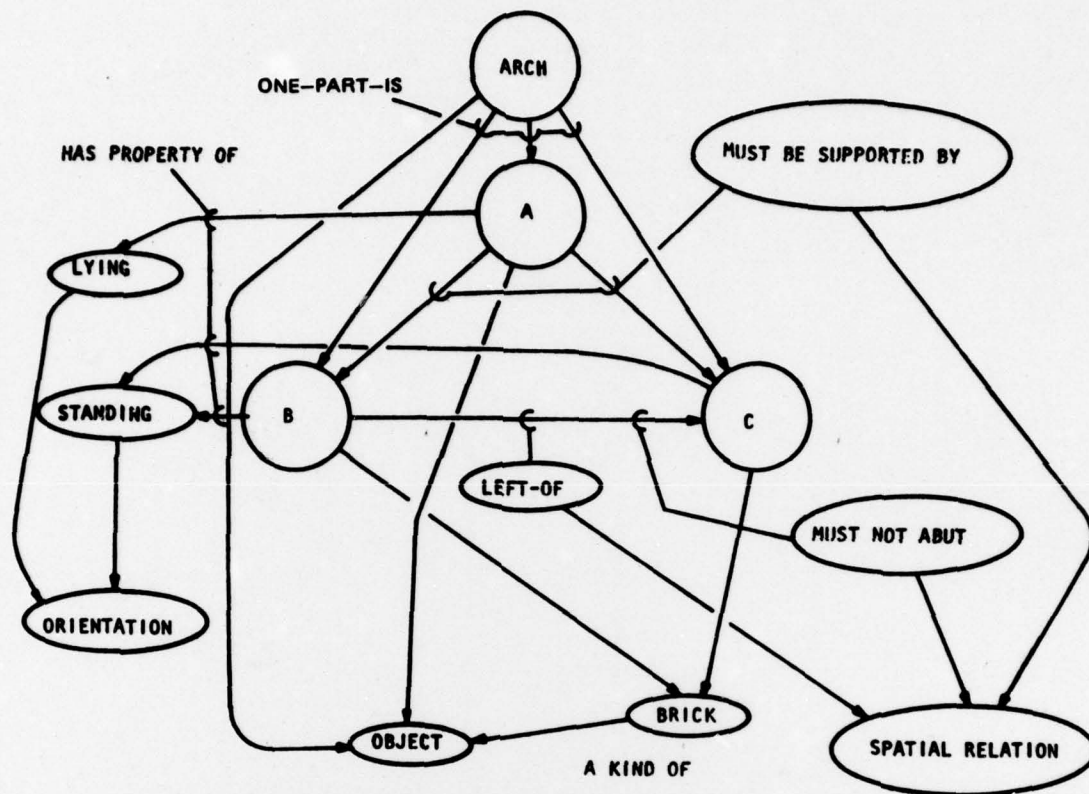 ARCH
ONE-PART-IS
HAS PROPERTY OF
MUST BE SUPPORTED BY
A
LYING
STANDING
B
C
LEFT-OF
MUST NOT ABUT
ORIENTATION
BRICK
OBJECT
SPATIAL RELATION
A KIND OF